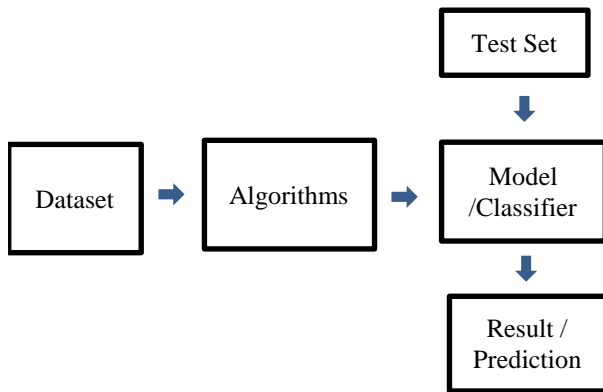 Test Set
Dataset
Algorithms
Model
/Classifier
Result /
Prediction